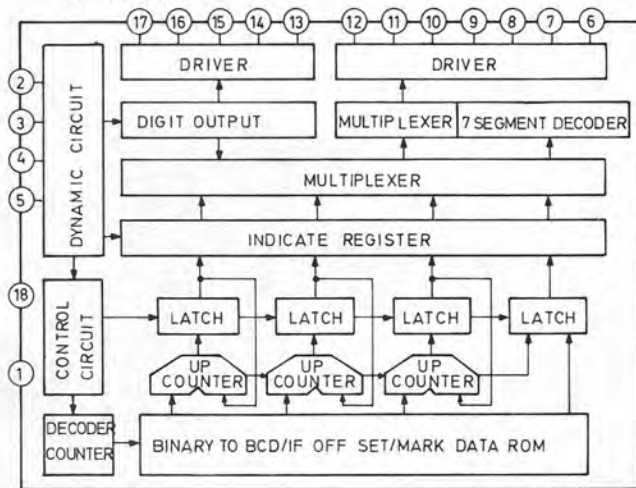 17 16 15 14 13 12 11 10 9 8 7 6
DRIVER DRIVER
2
3
4
5
DYNAMIC CIRCUIT
DIGIT OUTPUT MULTIPLEXER 7 SEGMENT DECODER
MULTIPLEXER
INDICATE REGISTER
18
1
CONTROL CIRCUIT
LATCH LATCH LATCH LATCH
UP COUNTER UP COUNTER UP COUNTER
DECODER COUNTER
BINARY TO BCD/IF OFF SET/MARK DATA ROM